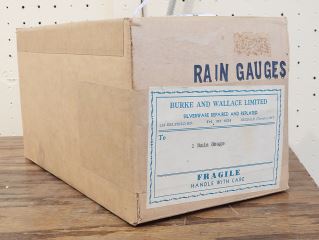 RAIN GAUGES
BURKE AND WALLACE LIMITED
SILVERWARE REPAIRED AND REPLATED
To
1 Rain Gauge
FRAGILE
HANDLE WITH CARE